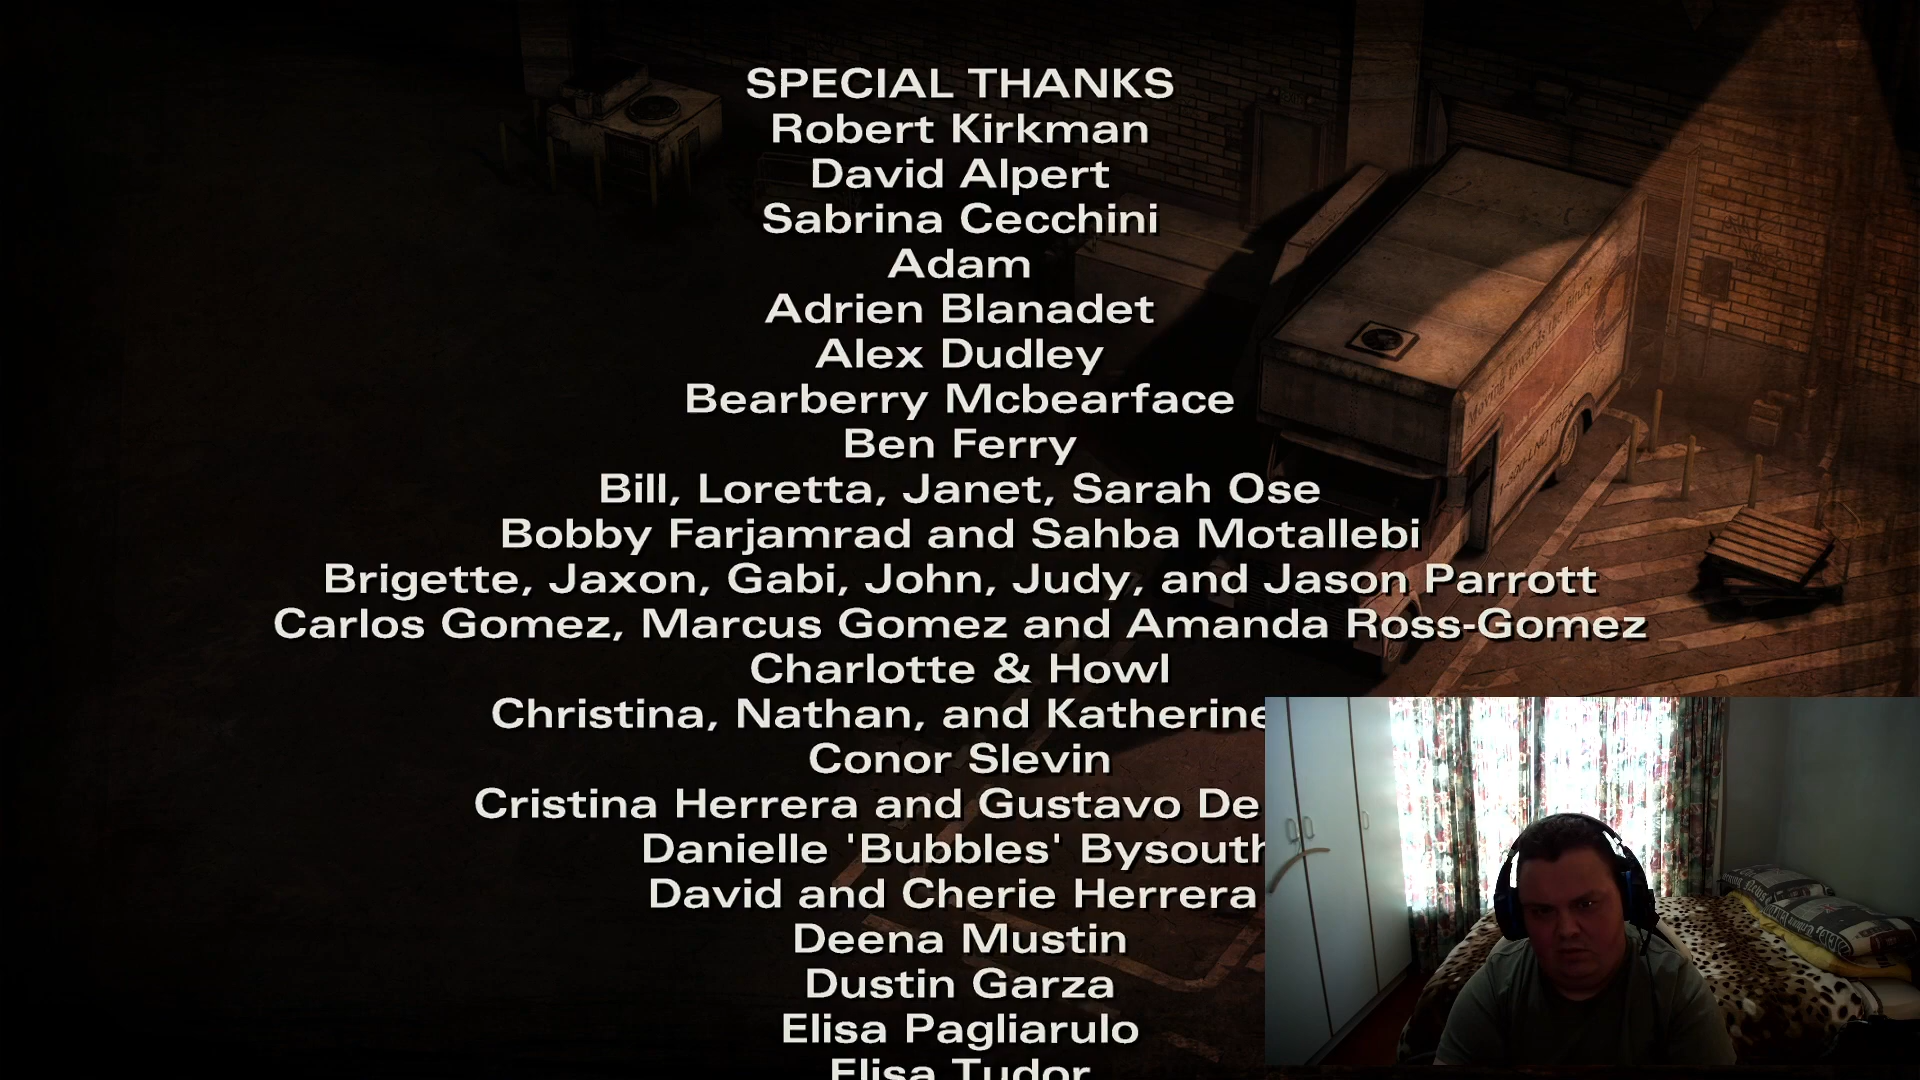 SPECIAL THANKS
Robert Kirkman
David Alpert
Sabrina Cecchini
Adam
Adrien Blanadet
Alex Dudley
Bearberry Mcbearface
Ben Ferry
Bill, Loretta, Janet, Sarah Ose
Bobby Farjamrad and Sahba Motallebi
Brigette, Jaxon, Gabi, John, Judy, and Jason Parrott
Carlos Gomez, Marcus Gomez and Amanda Ross-Gomez
Charlotte & Howl
Christina, Nathan, and Katherine
Conor Slevin
Cristina Herrera and Gustavo De
Danielle 'Bubbles' Bysouth
David and Cherie Herrera
Deena Mustin
Dustin Garza
Elisa Pagliarulo
Elisa Tudor